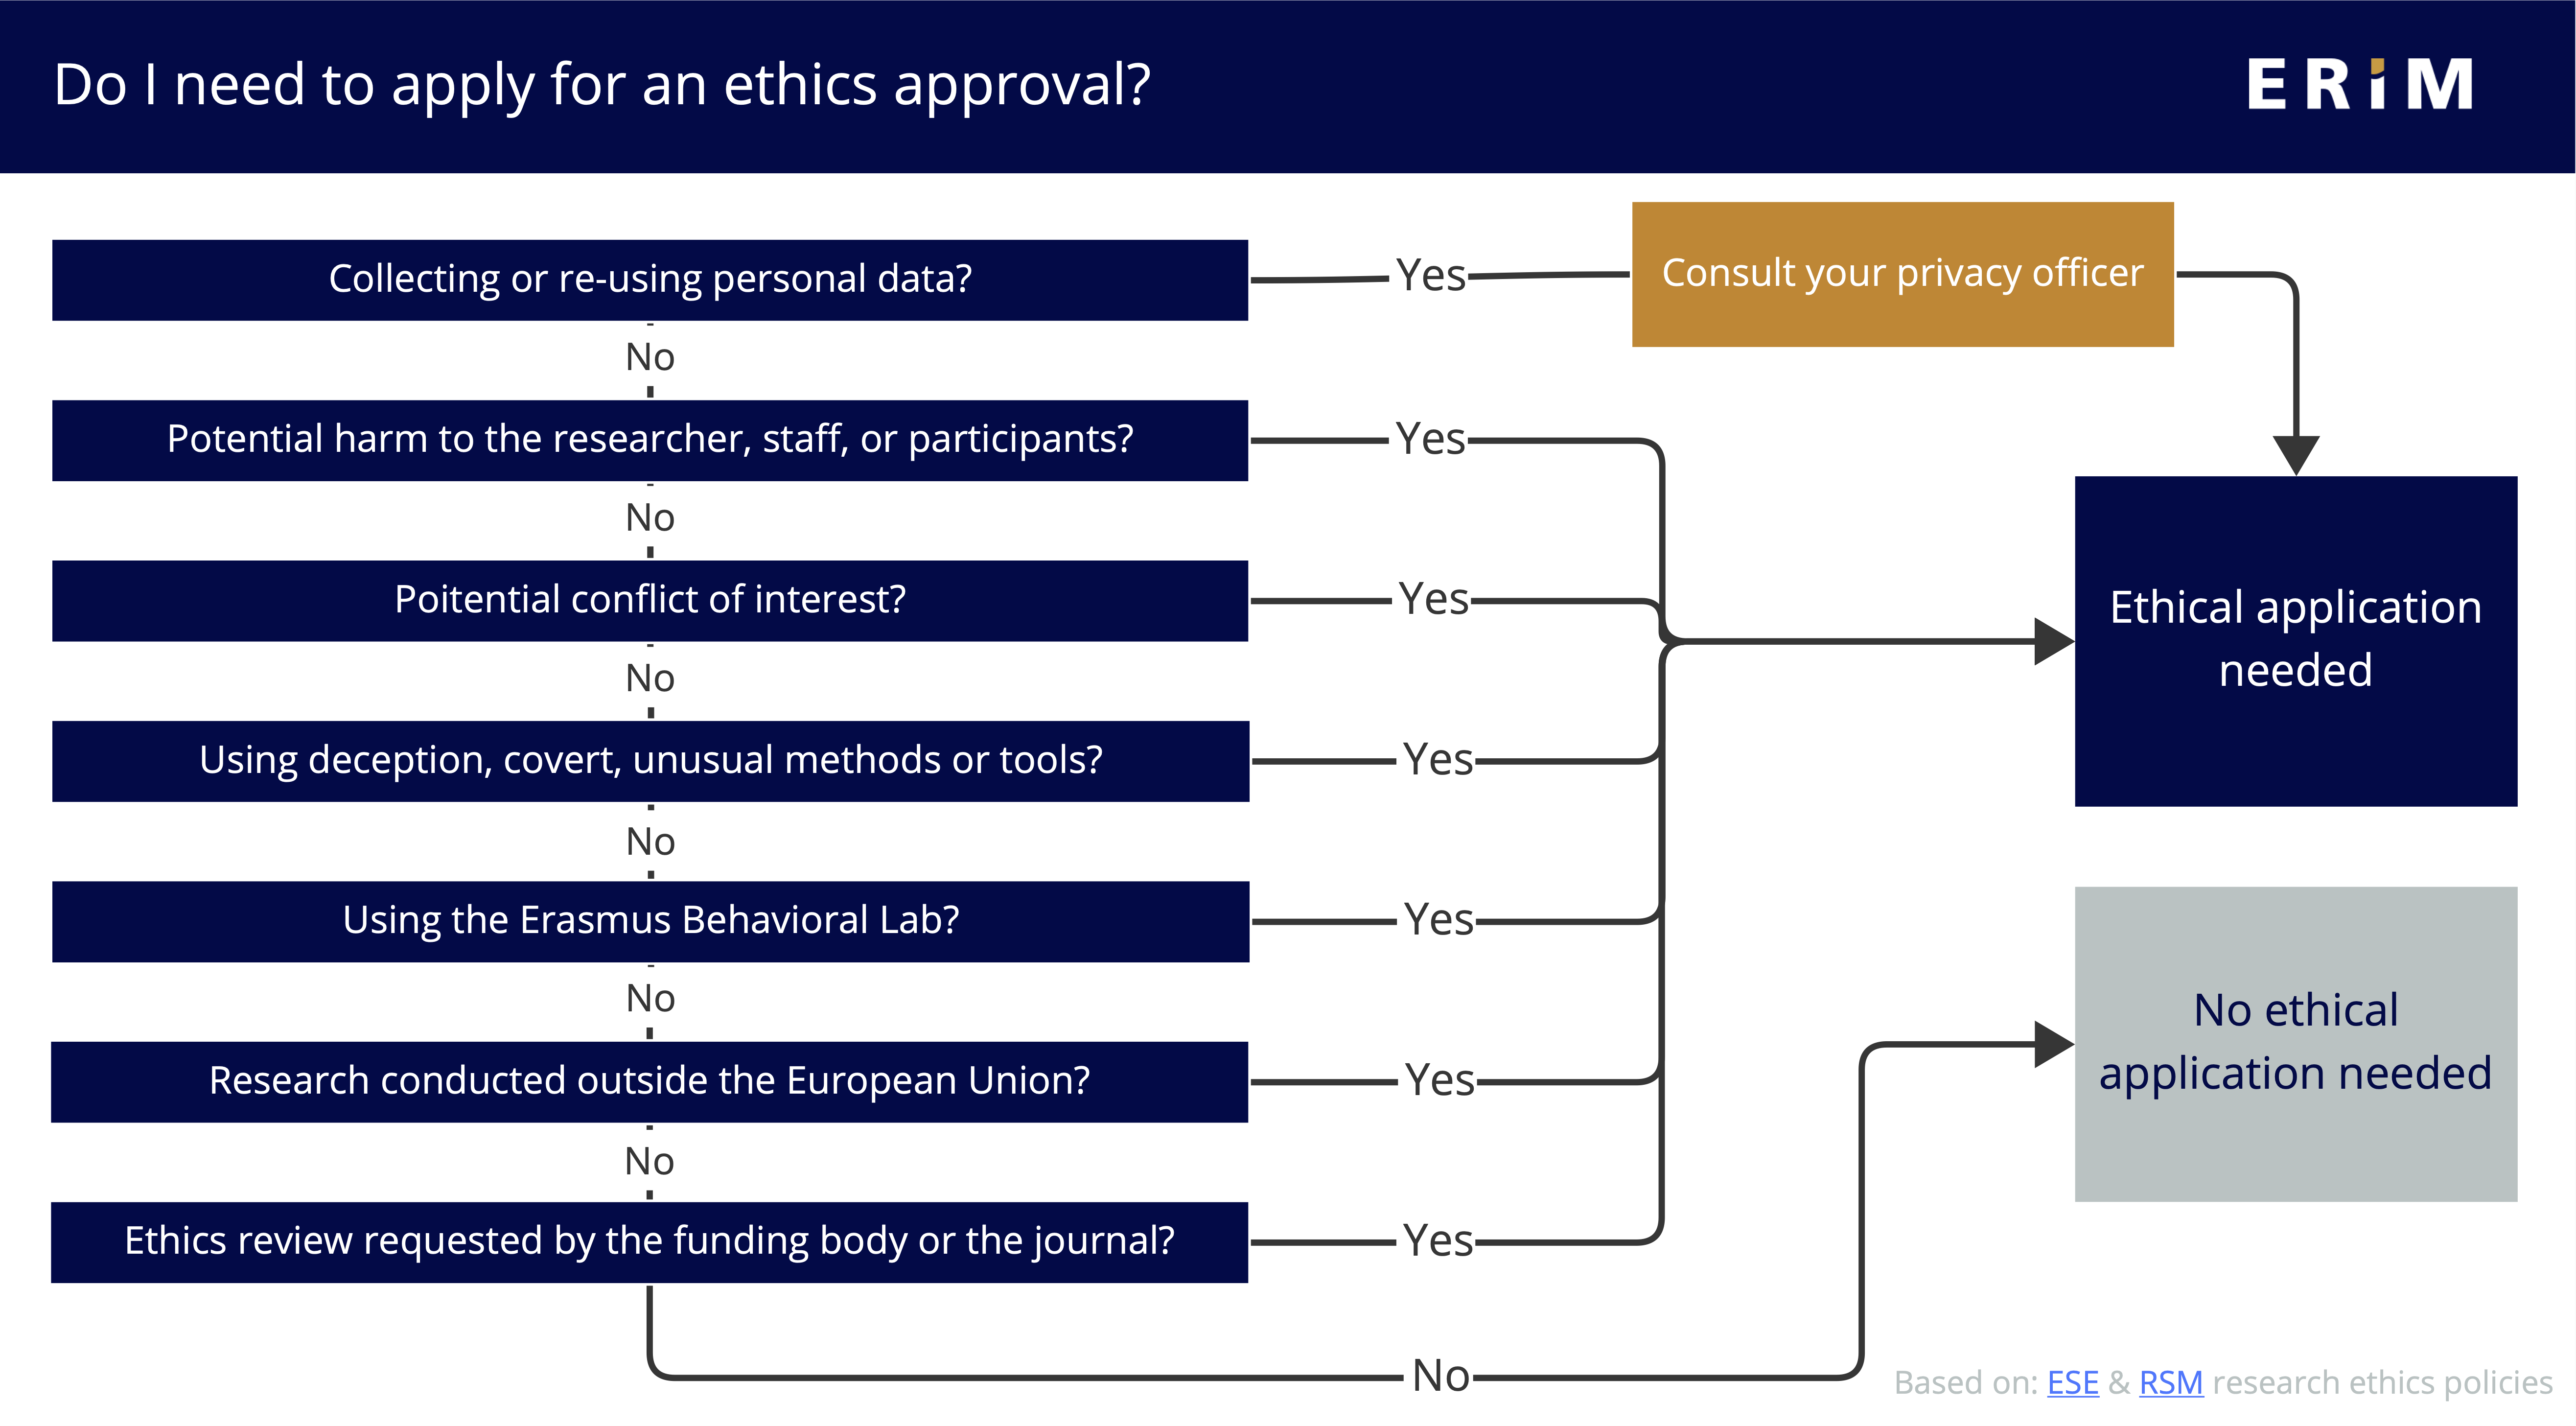 Do I need to apply for an ethics approval?
ERiM
Collecting or re-using personal data?
Yes
Consult your privacy officer
No
Potential harm to the researcher, staff, or participants?
Yes
No
Poitential conflict of interest?
Yes
Ethical application
needed
No
Using deception, covert, unusual methods or tools?
Yes
No
Using the Erasmus Behavioral Lab?
Yes
No
No ethical
application needed
Research conducted outside the European Union?
Yes
No
Ethics review requested by the funding body or the journal?
Yes
No
Based on: ESE & RSM research ethics policies